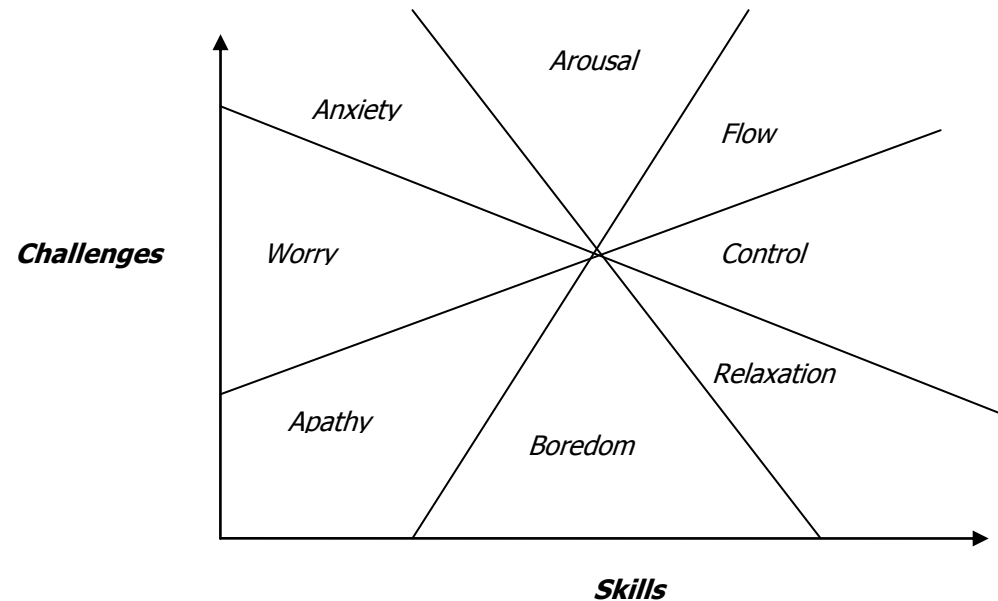 Arousal
Anxiety
Flow
Challenges
Worry
Control
Relaxation
Apathy
Boredom
Skills